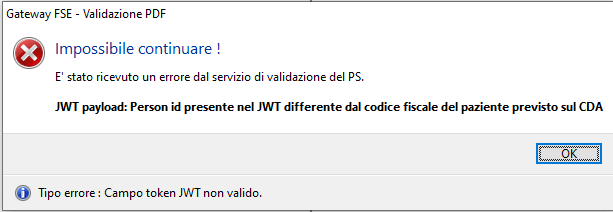 Gateway FSE - Validazione PDF
Impossibile continuare !
E' stato ricevuto un errore dal servizio di validazione del PS.
JWT payload: Person id presente nel JWT differente dal codice fiscale del paziente previsto sul CDA
OK
Tipo errore : Campo token JWT non valido.